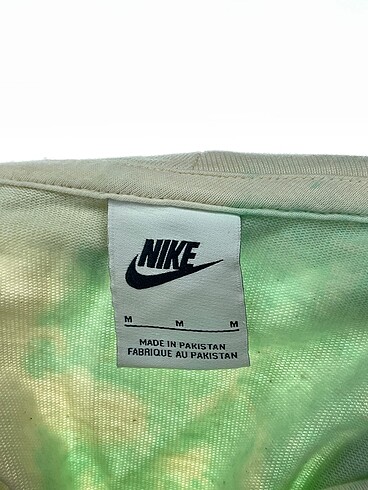 NIKE
M M M
MADE IN PAKISTAN
FABRIQUE AU PAKISTAN